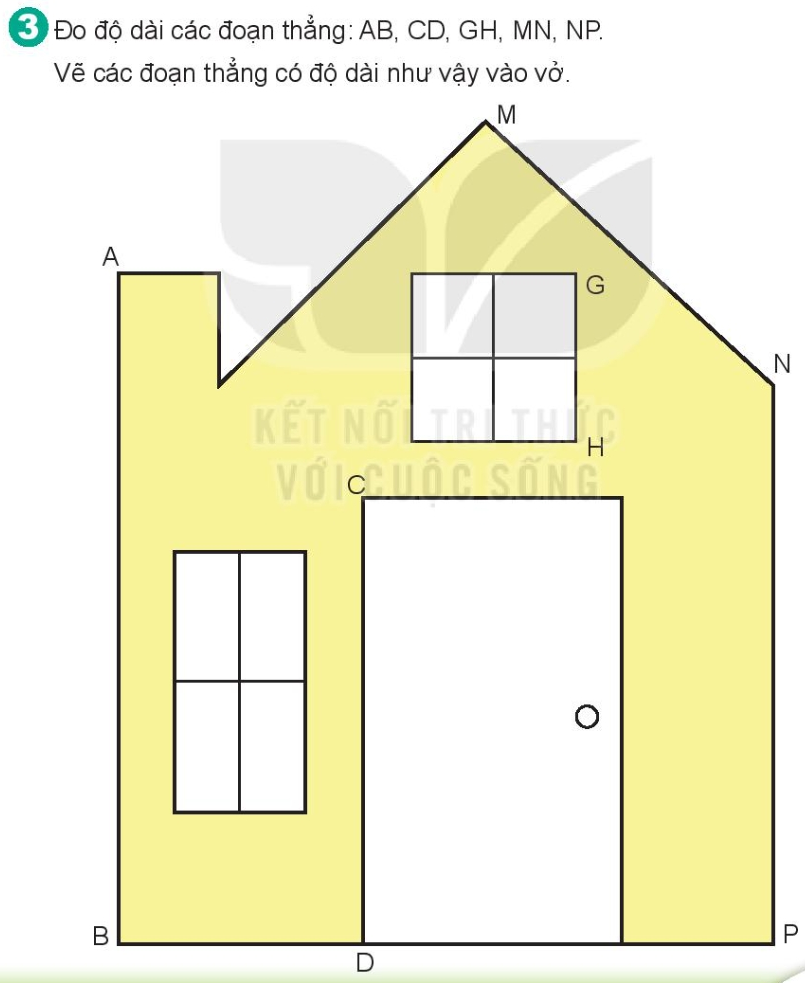 3 Đo độ dài các đoạn thẳng: AB, CD, GH, MN, NP.
Vẽ các đoạn thẳng có độ dài như vậy vào vở.
M
A
G
N
KẾT NỐI TRI THỨC
H
VỚI CUỘC SỐNG
C
B
P
D